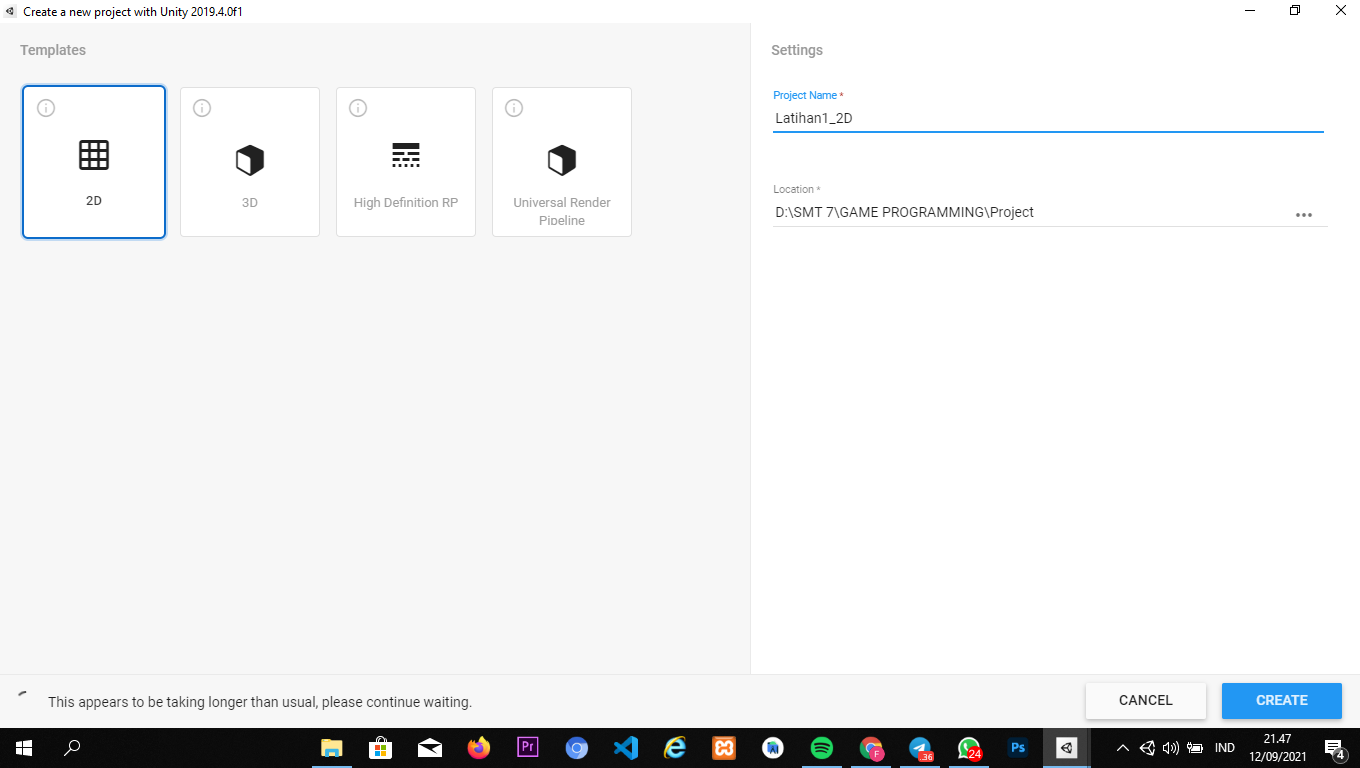 Create a new project with Unity 2019.4.0f1
Templates
2D
3D
High Definition RP
Universal Render
Pipeline
Settings
Project Name *
Latihan1_2D
Location *
D:\SMT 7\GAME PROGRAMMING\Project
This appears to be taking longer than usual, please continue waiting.
CANCEL
CREATE
Pr
F
36
24
Ps
IND
21.47
12/09/2021
4